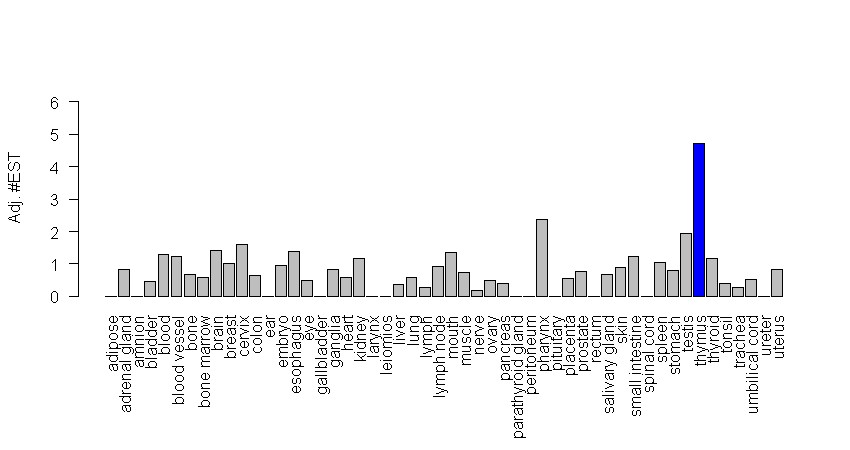 Adj. #EST
6
5
4
3
2
1
0
adipose
adrenal gland
amnion
bladder
blood
blood vessel
bone
bone marrow
brain
breast
cervix
colon
ear
embryo
esophagus
eye
gallbladder
ganglia
heart
kidney
larynx
leiomios
liver
lung
lymph
lymph node
mouth
muscle
nerve
ovary
pancreas
parathyroid gland
peritoneum
pharynx
pituitary
placenta
prostate
rectum
salivary gland
skin
small intestine
spinal cord
spleen
stomach
testis
thymus
thyroid
tonsil
trachea
umbilical cord
ureter
uterus